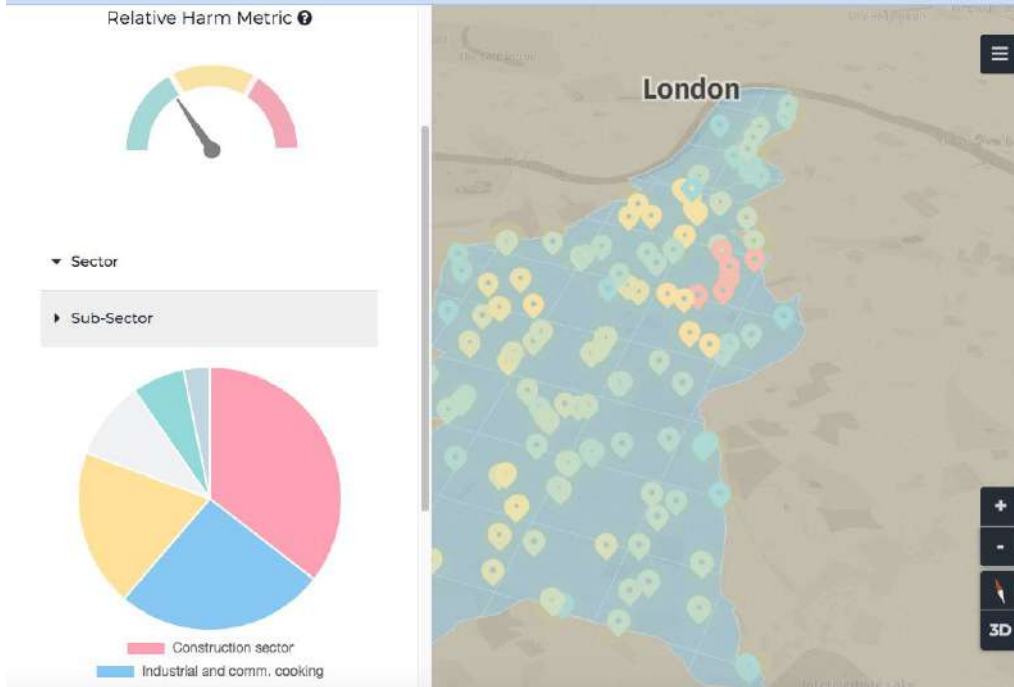 Relative Harm Metric ?
Sector
Sub-Sector
Construction sector
Industrial and comm. cooking
London
+
-
3D